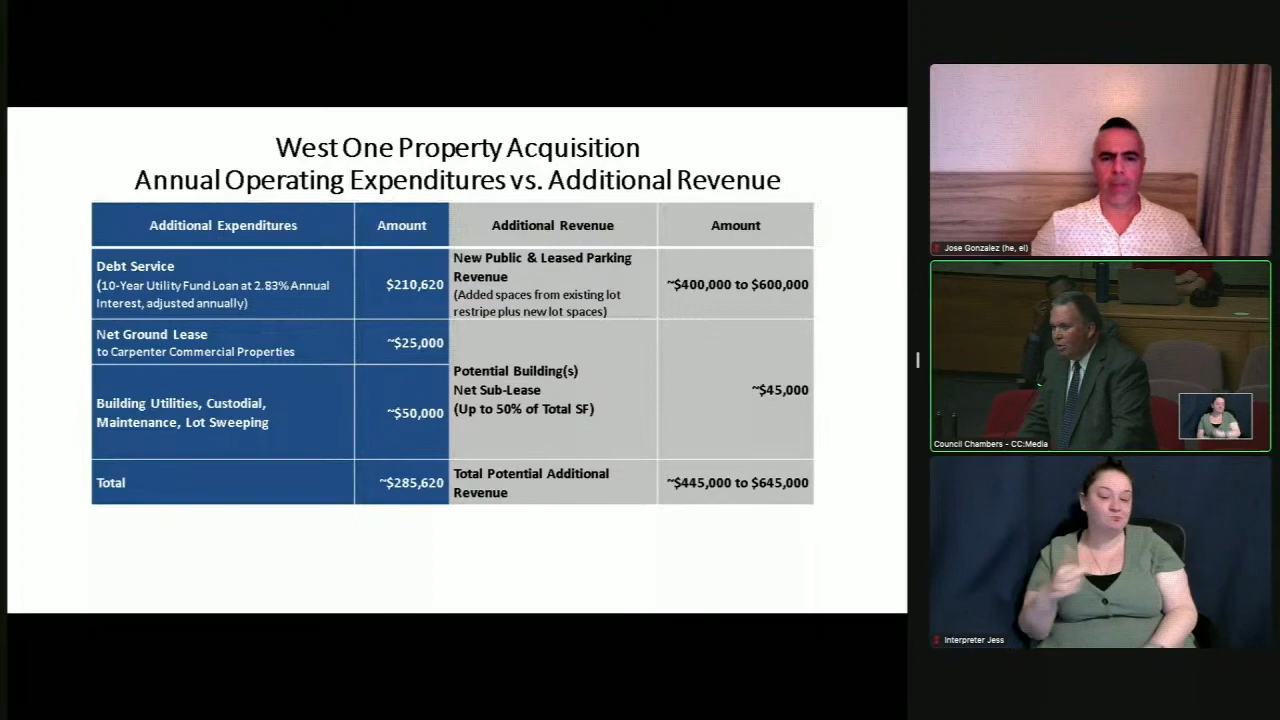 West One Property Acquisition
Annual Operating Expenditures vs. Additional Revenue
Additional Expenditures
Amount
Additional Revenue
Amount
Debt Service
(10-Year Utility Fund Loan at 2.83% Annual
Interest, adjusted annually)
$210,620
New Public & Leased Parking
Revenue
(Added spaces from existing lot
restripe plus new lot spaces)
~$400,000 to $600,000
Net Ground Lease
to Carpenter Commercial Properties
~$25,000
Potential Building(s)
Net Sub-Lease
(Up to 50% of Total SF)
~$45,000
Building Utilities, Custodial,
Maintenance, Lot Sweeping
~$50,000
Total
~$285,620
Total Potential Additional
Revenue
~$445,000 to $645,000
Jose Gonzalez (he, el)
Council Chambers - CC:Media
Interpreter Jess